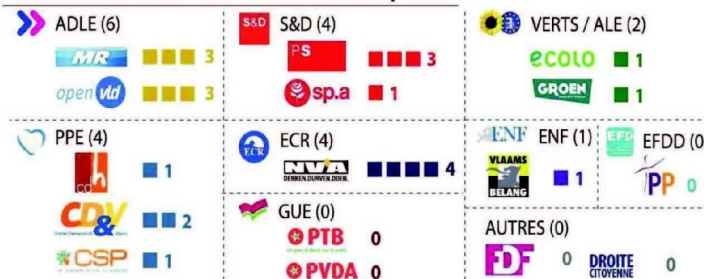 ADLE (6)
MR 3
open vld 3
S&D S&D (4)
PS 3
sp.a 1
VERTS / ALE (2)
ecolo 1
GROEN 1
PPE (4)
cdh 1
CD&V 2
CSP 1
ECR ECR (4)
N-VA 4
DENKEN.DURVEN.DOEN.
GUE (0)
PTB 0
PVDA 0
ENF ENF (1)
VLAAMS
BELANG 1
EFD EFDD (0
PP 0
AUTRES (0)
FDF 0
DROITE
CITOYENNE 0